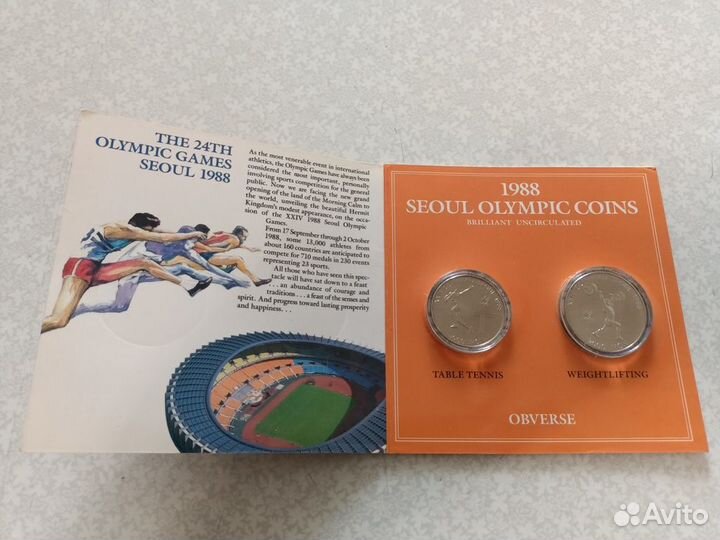 THE 24TH
OLYMPIC GAMES
SEOUL 1988
As the most venerable event in international
athletics, the Olympic Games have always been
considered the most important, personally
involving sports competition for the general
public. Now we are facing the new grand
opening of the land of the Morning Calm to
the world, unveiling the beautiful Hermit
Kingdom's modest appearance, on the occa-
sion of the XXIV 1988 Seoul Olympic
Games.
From 17 September through 2 October
1988, some 13,000 athletes from
about 160 countries are anticipated to
compete for 710 medals in 230 events
representing 23 sports.
All those who have seen this spec-
tacle will have sat down to a feast
. . . an abundance of courage and
traditions . . . a feast of the senses and
spirit. And progress toward lasting prosperity
and happiness. . .
1988
SEOUL OLYMPIC COINS
BRILLIANT UNCIRCULATED
TABLE TENNIS
WEIGHTLIFTING
OBVERSE
Avito